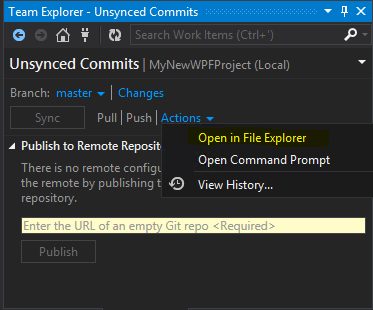 Team Explorer - Unsynced Commits
Search Work Items (Ctrl+')
Unsynced Commits | MyNewWPFProject (Local)
Branch: master | Changes
Sync Pull | Push | Actions
Open in File Explorer
Open Command Prompt
View History...
Publish to Remote Reposito
There is no remote config
the remote by publishing t
repository.
Enter the URL of an empty Git repo <Required>
Publish